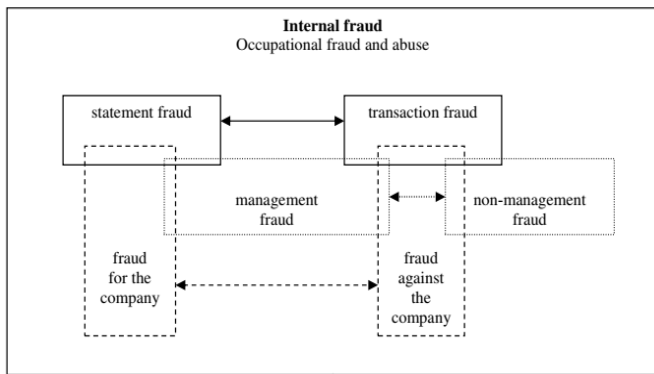 Internal fraud
Occupational fraud and abuse
statement fraud
transaction fraud
management
fraud
non-management
fraud
fraud
for the
company
fraud
against
the
company